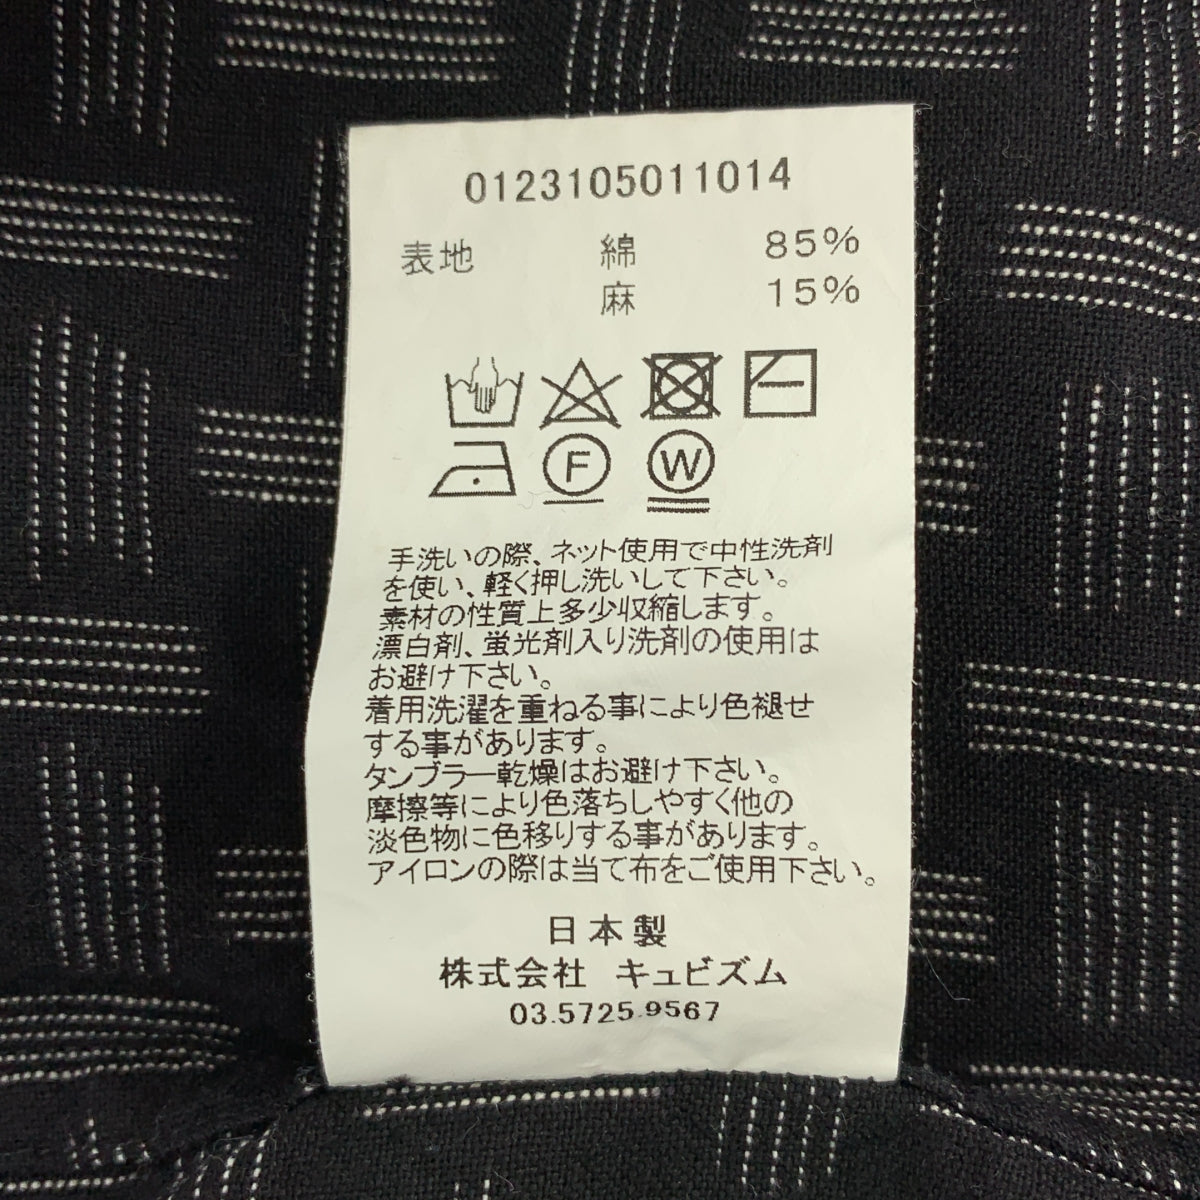 0123105011014
表地 綿 85%
麻 15%
F W
手洗いの際、ネット使用で中性洗剤
を使い、軽く押し洗いして下さい。
素材の性質上多少収縮します。
漂白剤、蛍光剤入り洗剤の使用は
お避け下さい。
着用洗濯を重ねる事により色褪せ
する事があります。
タンブラー乾燥はお避け下さい。
摩擦等により色落ちしやすく他の
淡色物に色移りする事があります。
アイロンの際は当て布をご使用下さい。
日本製
株式会社 キュビズム
03.5725.9567